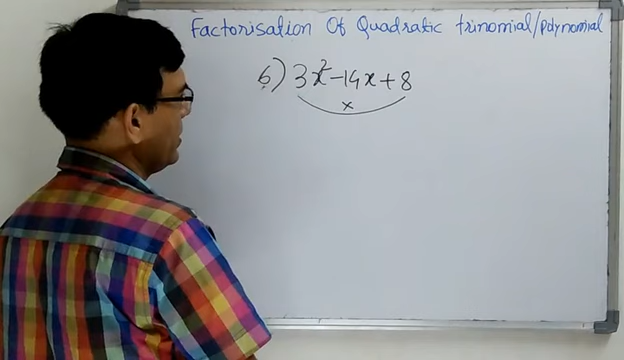 Factorisation Of Quadratic trinomial/polynomial
6) 3x²-14x+8
x